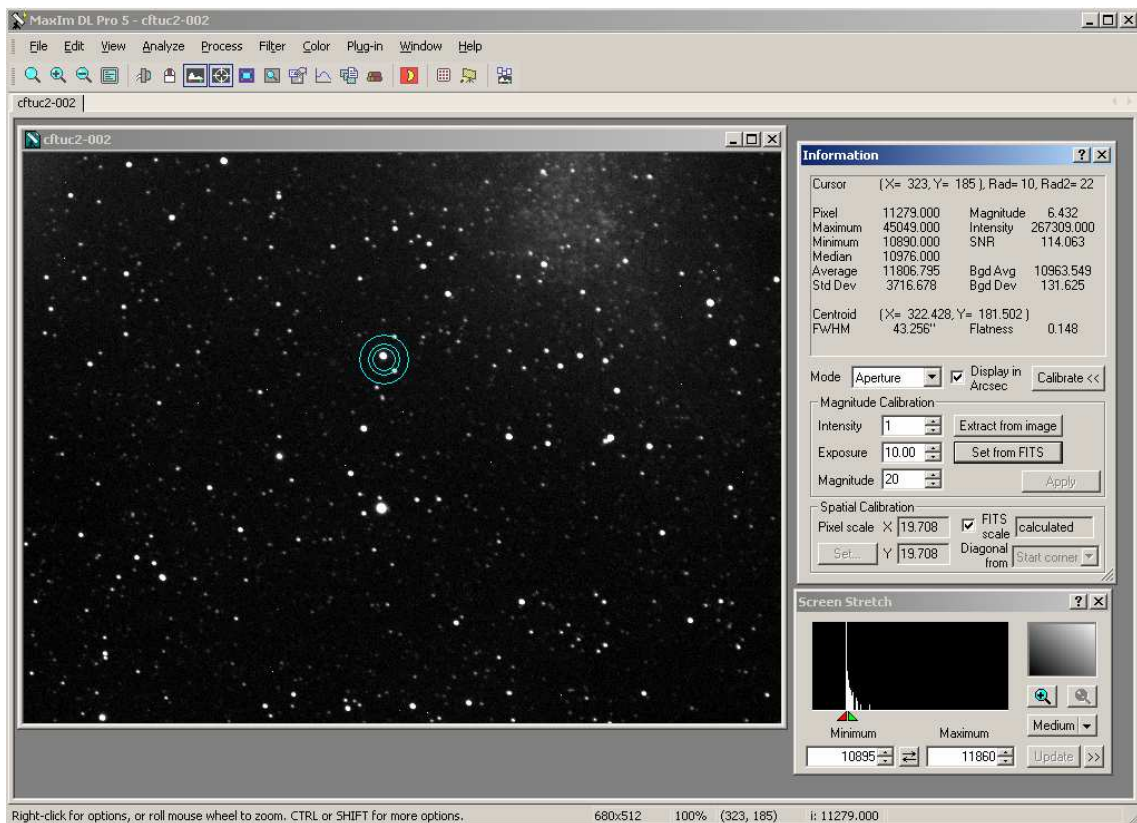 MaxIm DL Pro 5 - cftuc2-002
File Edit View Analyze Process Filter Color Plug-in Window Help
cftuc2-002
cftuc2-002
Information
Cursor ( X= 323, Y= 185 ), Rad= 10, Rad2= 22
Pixel 11279.000 Magnitude 6.432
Maximum 45049.000 Intensity 267309.000
Minimum 10890.000 SNR 114.063
Median 10976.000
Average 11806.795 Bgd Avg 10963.549
Std Dev 3716.678 Bgd Dev 131.625
Centroid ( X= 322.428, Y= 181.502 )
FWHM 43.256" Flatness 0.148
Mode Aperture Display in Arcsec Calibrate <<
Magnitude Calibration
Intensity 1 Extract from image
Exposure 10.00 Set from FITS
Magnitude 20 Apply
Spatial Calibration
Pixel scale X 19.708 FITS scale calculated
Set... Y 19.708 Diagonal from Start corner
Screen Stretch
Medium
Minimum Maximum
10895 11860 Update >>
Right-click for options, or roll mouse wheel to zoom. CTRL or SHIFT for more options. 680x512 100% (323, 185) i: 11279.000